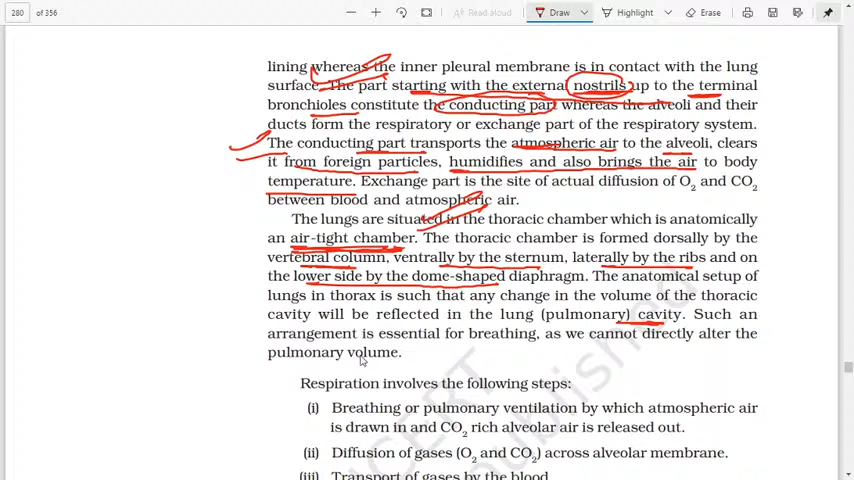 280 of 356 Read aloud Draw Highlight Erase
lining whereas the inner pleural membrane is in contact with the lung
surface. The part starting with the external nostrils up to the terminal
bronchioles constitute the conducting part whereas the alveoli and their
ducts form the respiratory or exchange part of the respiratory system.
The conducting part transports the atmospheric air to the alveoli, clears
it from foreign particles, humidifies and also brings the air to body
temperature. Exchange part is the site of actual diffusion of O2 and CO2
between blood and atmospheric air.
The lungs are situated in the thoracic chamber which is anatomically
an air-tight chamber. The thoracic chamber is formed dorsally by the
vertebral column, ventrally by the sternum, laterally by the ribs and on
the lower side by the dome-shaped diaphragm. The anatomical setup of
lungs in thorax is such that any change in the volume of the thoracic
cavity will be reflected in the lung (pulmonary) cavity. Such an
arrangement is essential for breathing, as we cannot directly alter the
pulmonary volume.
Respiration involves the following steps:
(i) Breathing or pulmonary ventilation by which atmospheric air
is drawn in and CO2 rich alveolar air is released out.
(ii) Diffusion of gases (O2 and CO2) across alveolar membrane.
(iii) Transport of gases by the blood.
NCERT
published